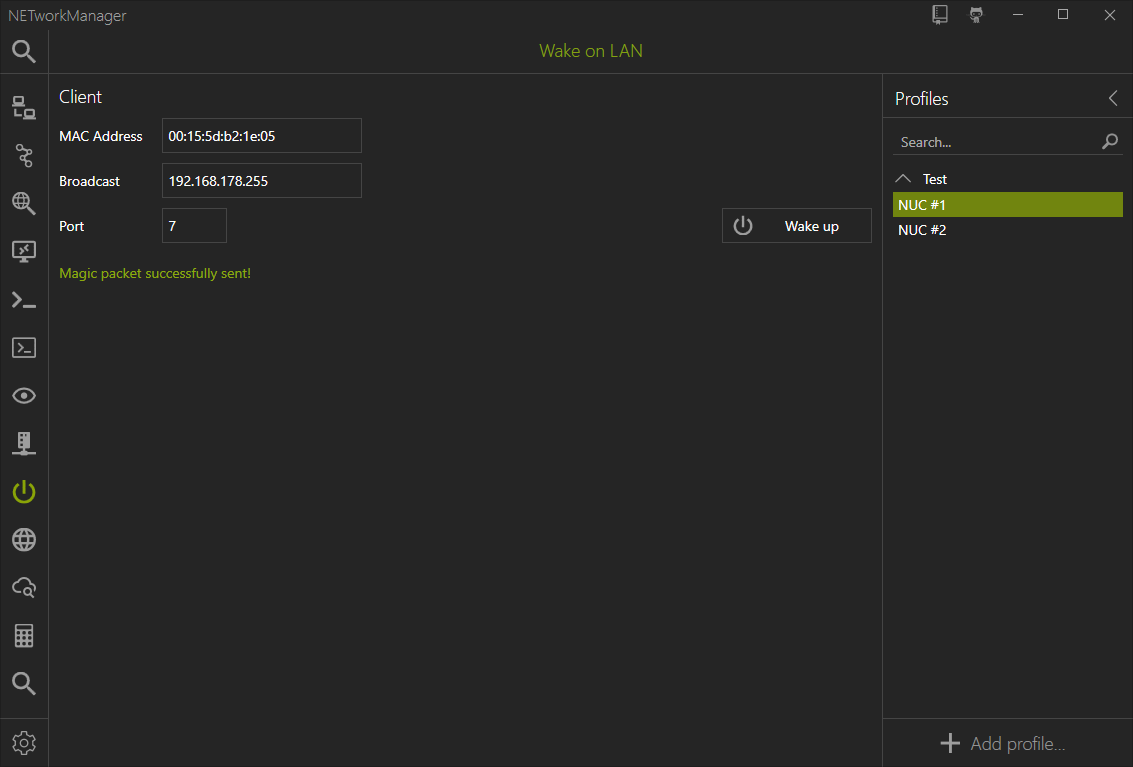 NETworkManager
Wake on LAN
Client
MAC Address 00:15:5d:b2:1e:05
Broadcast 192.168.178.255
Port 7
Wake up
Magic packet successfully sent!
Profiles
Search...
Test
NUC #1
NUC #2
Add profile...